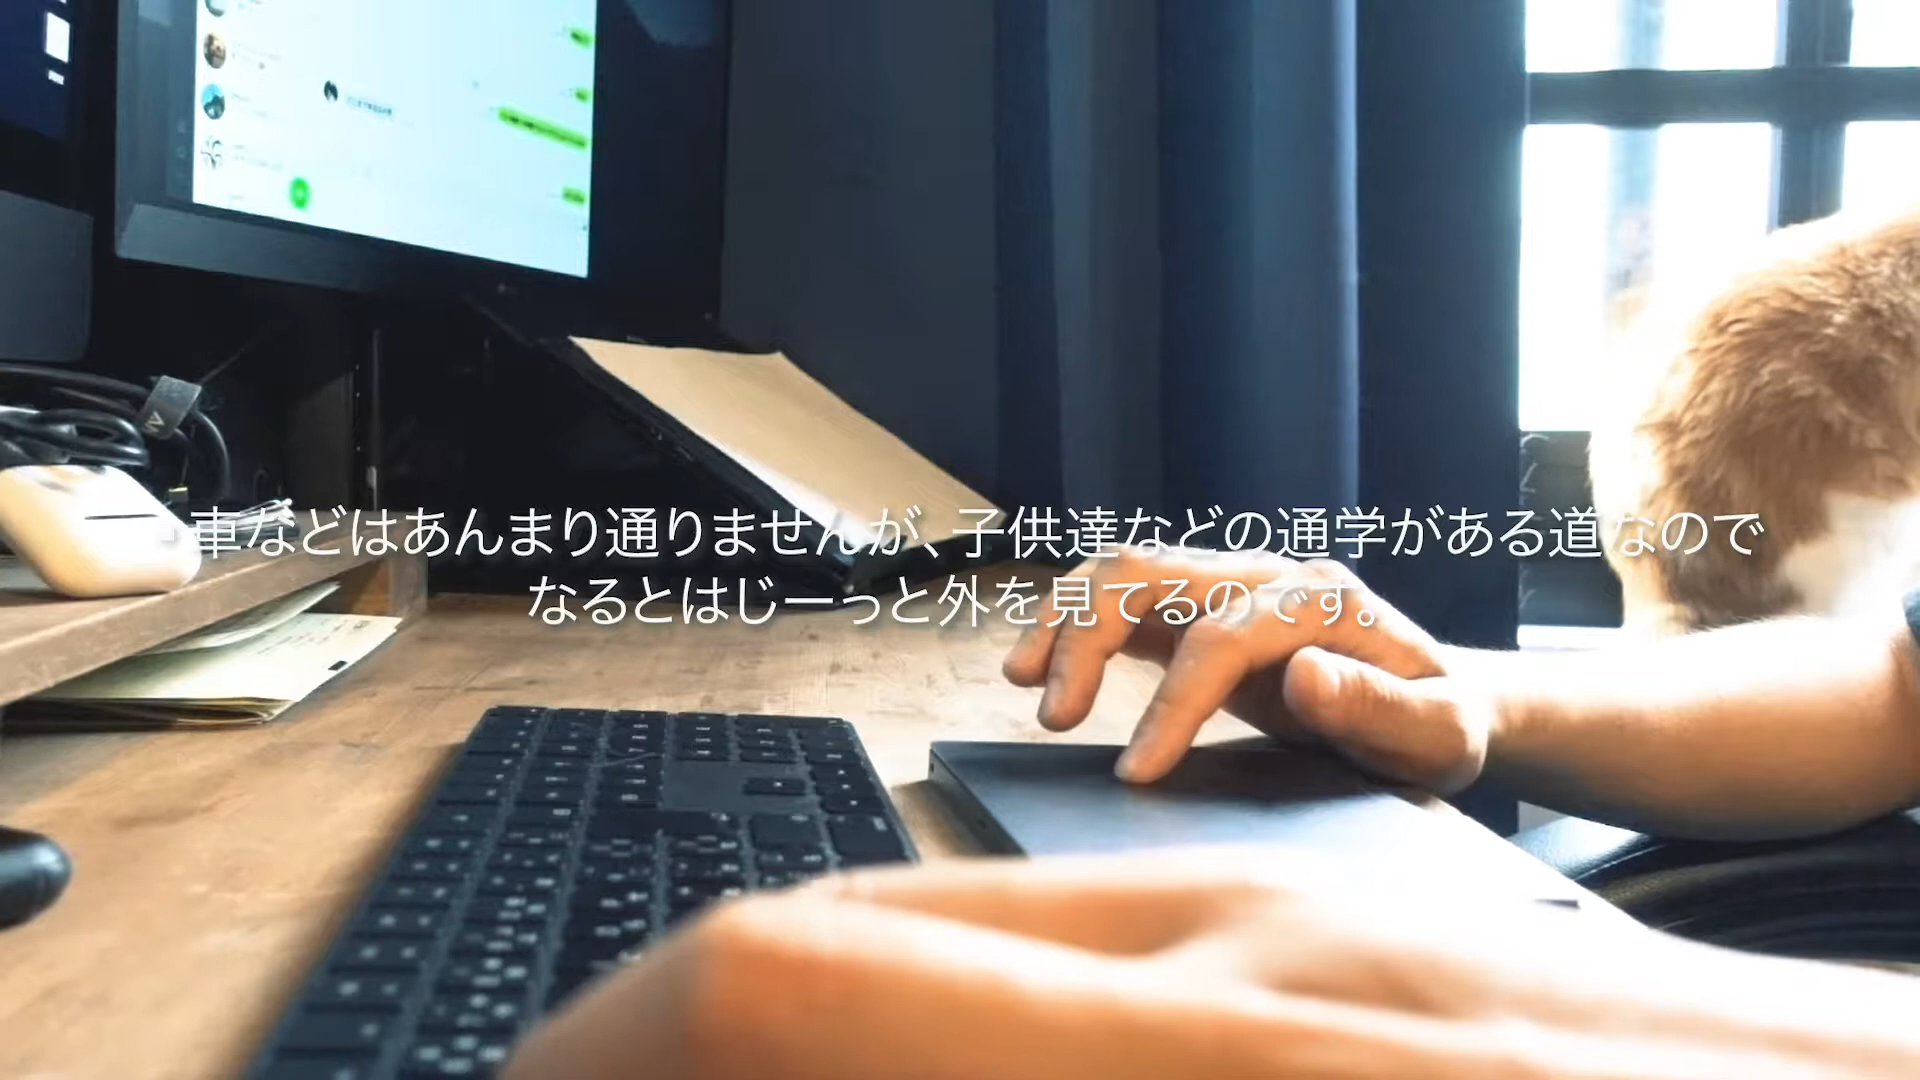 車などはあんまり通りませんが、子供達などの通学がある道なので
なるとはじーっと外を見てるのです。